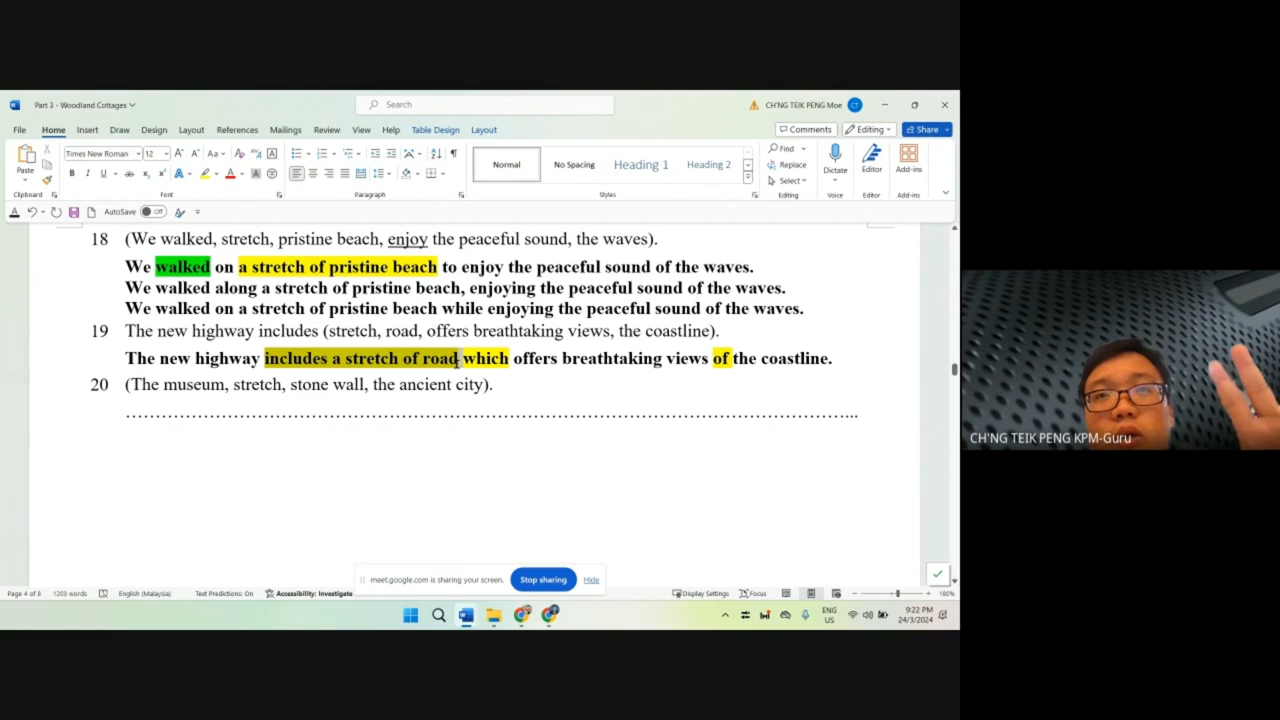 Part 3 - Woodland Cottages
Search
CH'NG TEIK PENG Moe
CT
File Home Insert Draw Design Layout References Mailings Review View Help Table Design Layout
Comments Editing Share
Paste
Clipboard
Times New Roman 12
Font
Paragraph
Normal No Spacing Heading 1 Heading 2
Styles
Find
Replace
Select
Editing
Dictate
Voice
Editor
Editor
Add-ins
Add-ins
AutoSave Off
18 (We walked, stretch, pristine beach, enjoy the peaceful sound, the waves).
We walked on a stretch of pristine beach to enjoy the peaceful sound of the waves.
We walked along a stretch of pristine beach, enjoying the peaceful sound of the waves.
We walked on a stretch of pristine beach while enjoying the peaceful sound of the waves.
19 The new highway includes (stretch, road, offers breathtaking views, the coastline).
The new highway includes a stretch of road which offers breathtaking views of the coastline.
20 (The museum, stretch, stone wall, the ancient city).
………………………………………………………………………………………………...
meet.google.com is sharing your screen. Stop sharing Hide
Page 4 of 8 1203 words English (Malaysia) Text Predictions: On Accessibility: Investigate Display Settings Focus 180%
ENG
US
9:22 PM
24/3/2024
CH'NG TEIK PENG KPM-Guru